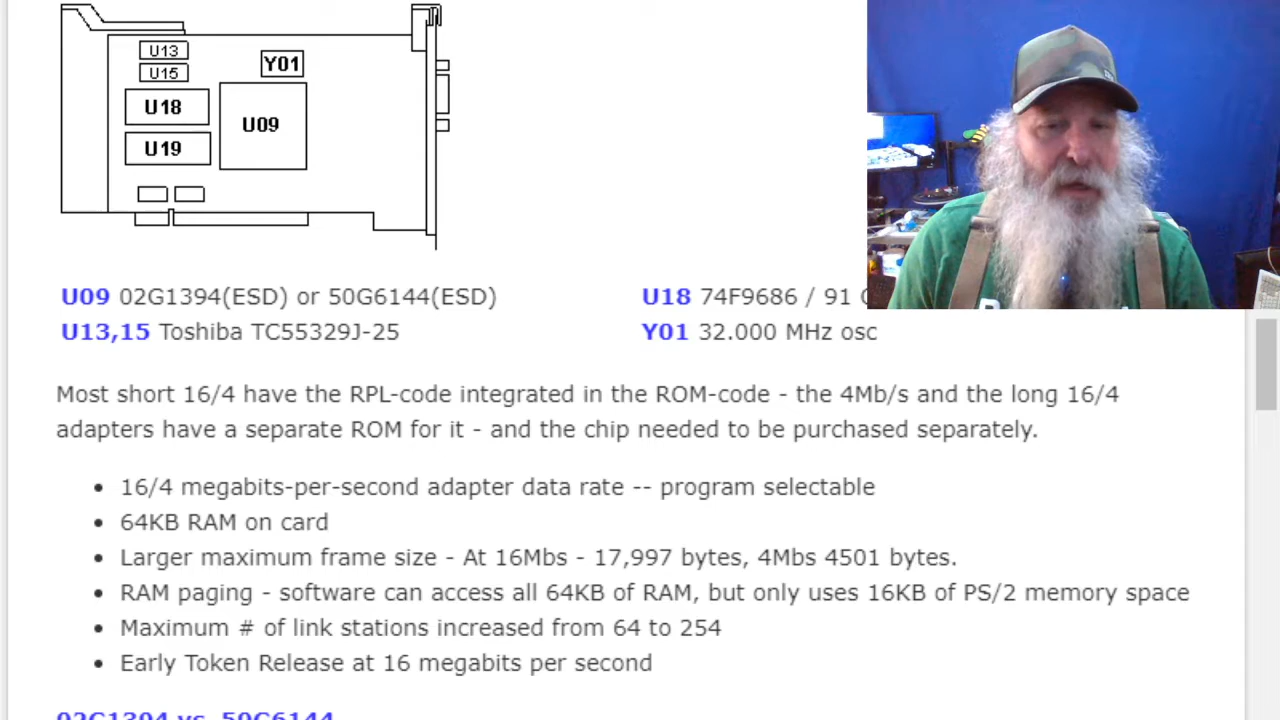 U13
U15
Y01
U18
U09
U19
U09 02G1394(ESD) or 50G6144(ESD)
U18 74F9686 / 91
U13,15 Toshiba TC55329J-25
Y01 32.000 MHz osc
Most short 16/4 have the RPL-code integrated in the ROM-code - the 4Mb/s and the long 16/4
adapters have a separate ROM for it - and the chip needed to be purchased separately.
• 16/4 megabits-per-second adapter data rate -- program selectable
• 64KB RAM on card
• Larger maximum frame size - At 16Mbs - 17,997 bytes, 4Mbs 4501 bytes.
• RAM paging - software can access all 64KB of RAM, but only uses 16KB of PS/2 memory space
• Maximum # of link stations increased from 64 to 254
• Early Token Release at 16 megabits per second
02G1394 vs. 50G6144